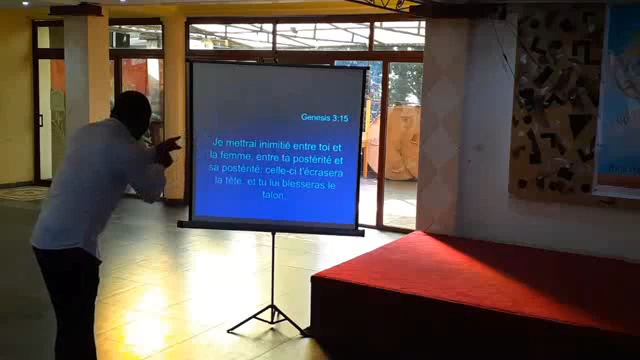 Genesis 3:15
Je mettrai inimitié entre toi et
la femme, entre ta postérité et
sa postérité: celle-ci t'écrasera
la tête, et tu lui blesseras le
talon.